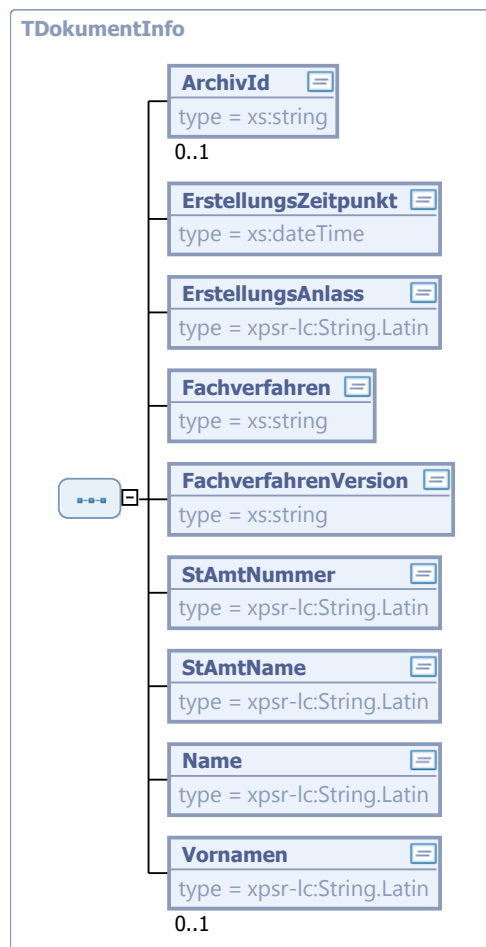 TDokumentInfo
ArchivId
type = xs:string
0..1
ErstellungsZeitpunkt
type = xs:dateTime
ErstellungsAnlass
type = xpsr-lc:String.Latin
Fachverfahren
type = xs:string
FachverfahrenVersion
type = xs:string
StAmtNummer
type = xpsr-lc:String.Latin
StAmtName
type = xpsr-lc:String.Latin
Name
type = xpsr-lc:String.Latin
Vornamen
type = xpsr-lc:String.Latin
0..1